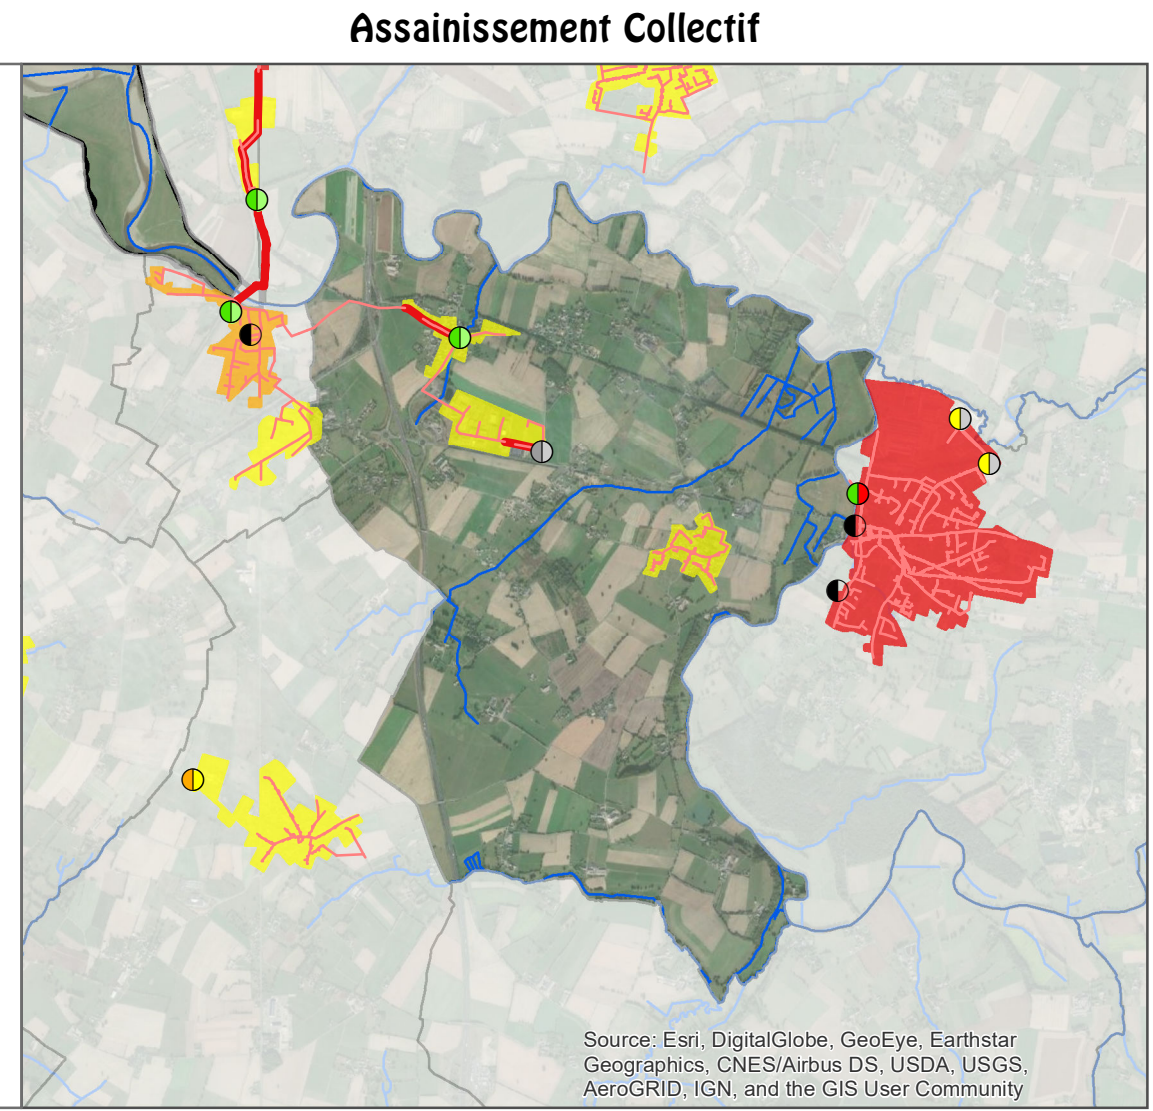 Assainissement Collectif
Source: Esri, DigitalGlobe, GeoEye, Earthstar
Geographics, CNES/Airbus DS, USDA, USGS,
AeroGRID, IGN, and the GIS User Community